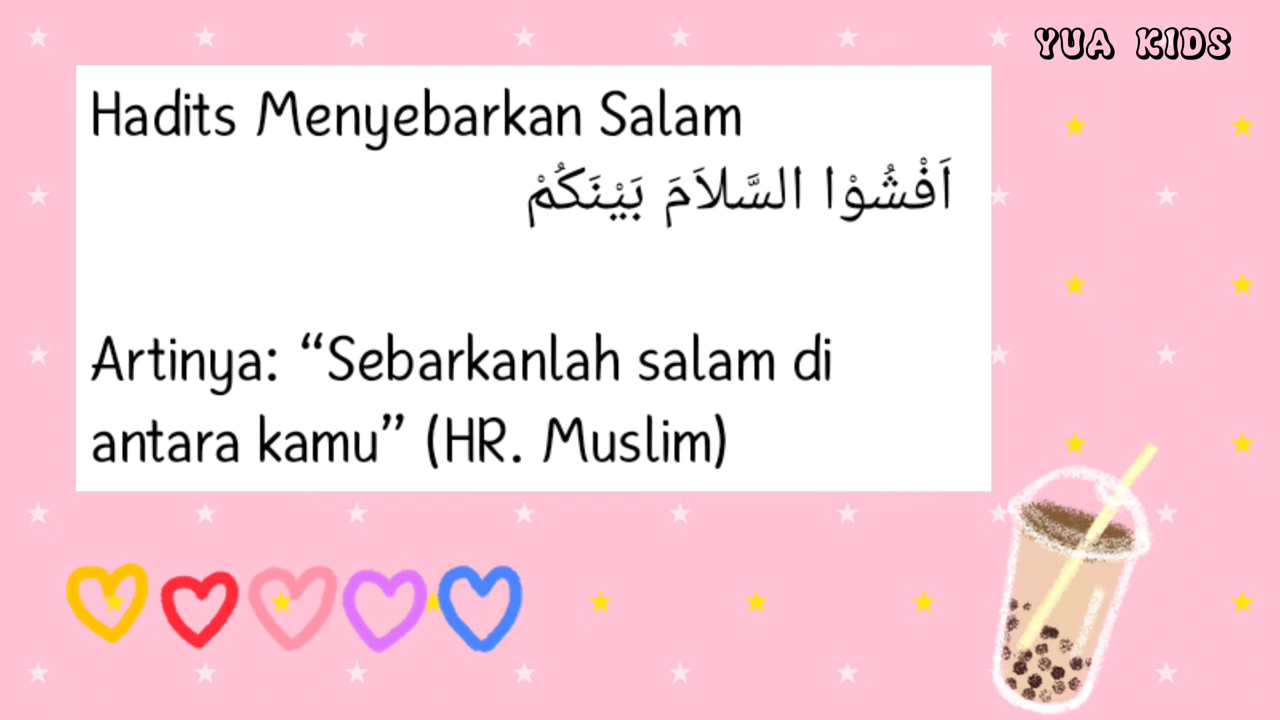 YUA KIDS
Hadits Menyebarkan Salam
اَفْشُوْا السَّلاَمَ بَيْنَكُمْ
Artinya: “Sebarkanlah salam di
antara kamu” (HR. Muslim)